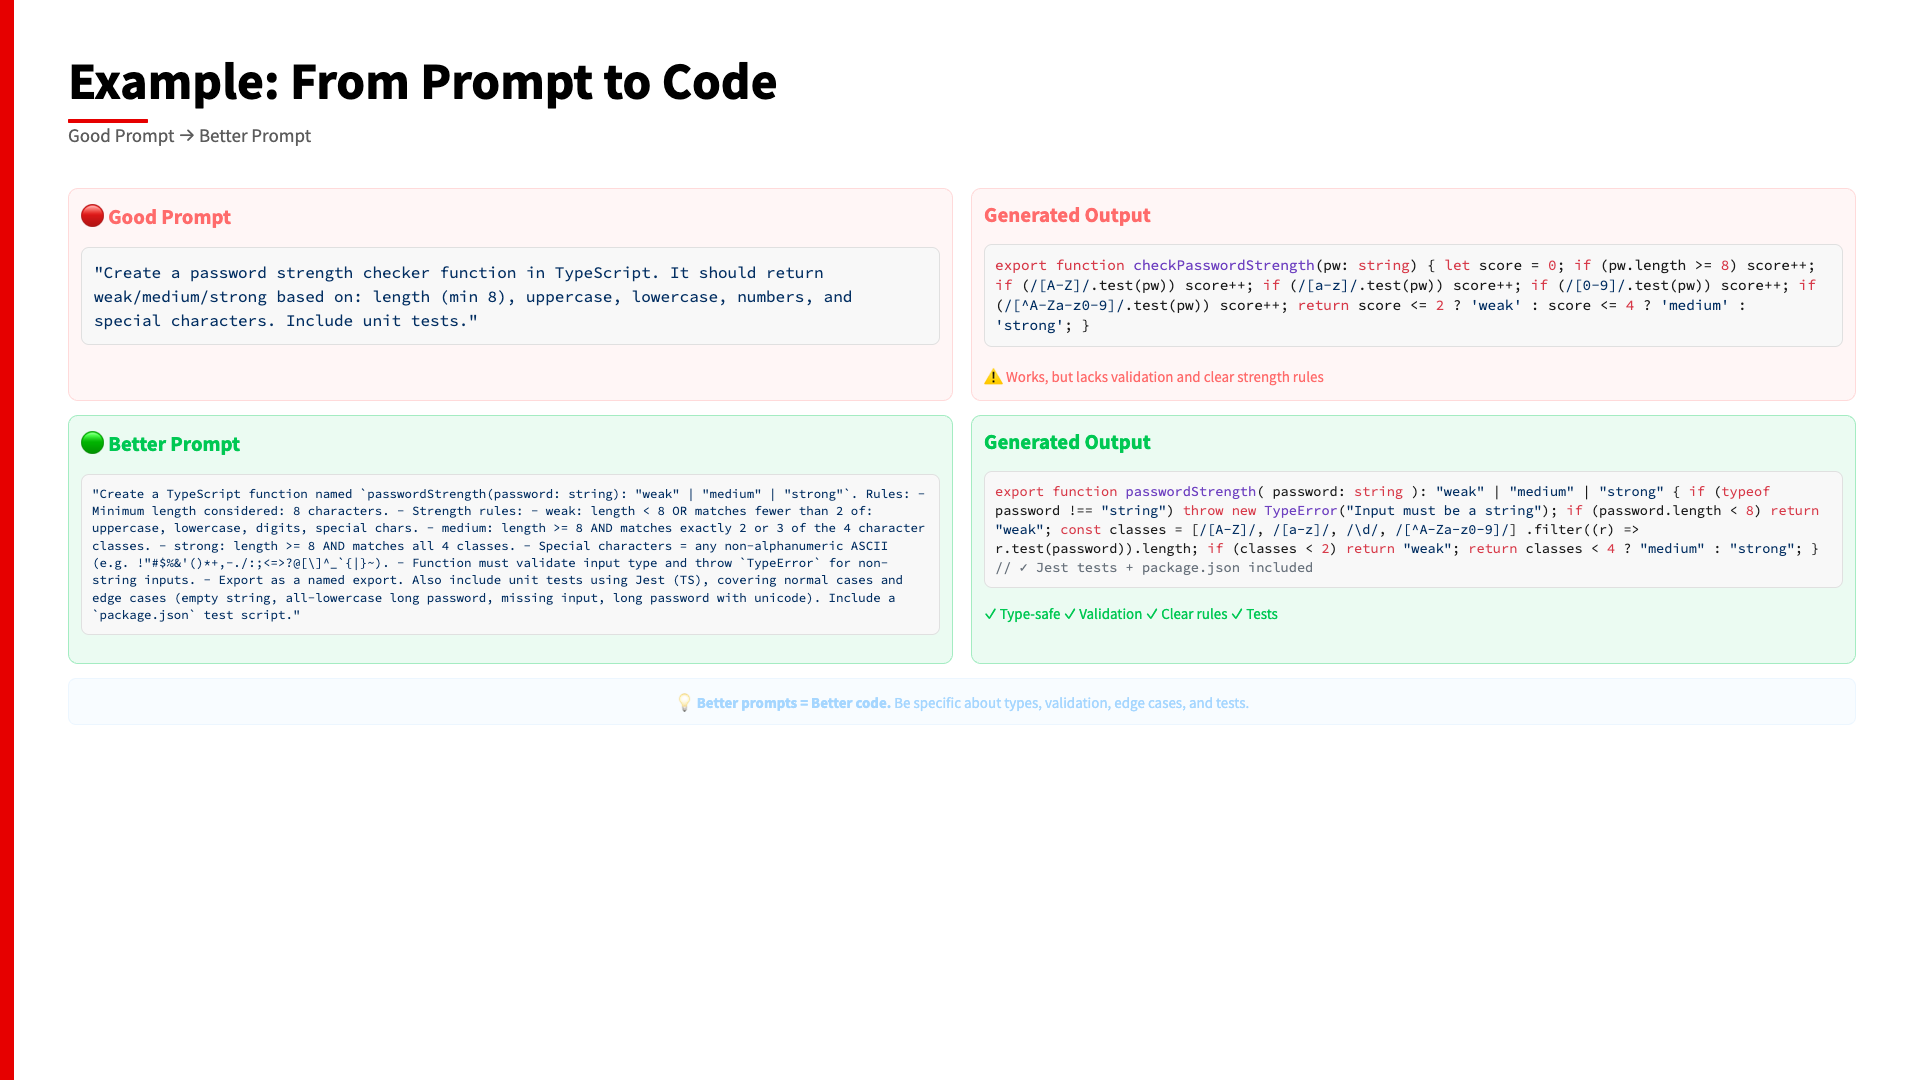 Example: From Prompt to Code
Good Prompt → Better Prompt
🔴 Good Prompt
"Create a password strength checker function in TypeScript. It should return
weak/medium/strong based on: length (min 8), uppercase, lowercase, numbers, and
special characters. Include unit tests."
Generated Output
export function checkPasswordStrength(pw: string) { let score = 0; if (pw.length >= 8) score++;
if (/[A-Z]/.test(pw)) score++; if (/[a-z]/.test(pw)) score++; if (/[0-9]/.test(pw)) score++; if
(/[^A-Za-z0-9]/.test(pw)) score++; return score <= 2 ? 'weak' : score <= 4 ? 'medium' :
'strong'; }
⚠️ Works, but lacks validation and clear strength rules
🟢 Better Prompt
"Create a TypeScript function named `passwordStrength(password: string): "weak" | "medium" | "strong"`. Rules: -
Minimum length considered: 8 characters. - Strength rules: - weak: length < 8 OR matches fewer than 2 of:
uppercase, lowercase, digits, special chars. - medium: length >= 8 AND matches exactly 2 or 3 of the 4 character
classes. - strong: length >= 8 AND matches all 4 classes. - Special characters = any non-alphanumeric ASCII
(e.g. !"#$%&'()*+,-./:;<=>?@[\]^_`{|}~). - Function must validate input type and throw `TypeError` for non-
string inputs. - Export as a named export. Also include unit tests using Jest (TS), covering normal cases and
edge cases (empty string, all-lowercase long password, missing input, long password with unicode). Include a
`package.json` test script."
Generated Output
export function passwordStrength( password: string ): "weak" | "medium" | "strong" { if (typeof
password !== "string") throw new TypeError("Input must be a string"); if (password.length < 8) return
"weak"; const classes = [/[A-Z]/, /[a-z]/, /\d/, /[^A-Za-z0-9]/] .filter((r) =>
r.test(password)).length; if (classes < 2) return "weak"; return classes < 4 ? "medium" : "strong"; }
// ✓ Jest tests + package.json included
✓ Type-safe ✓ Validation ✓ Clear rules ✓ Tests
💡 Better prompts = Better code. Be specific about types, validation, edge cases, and tests.